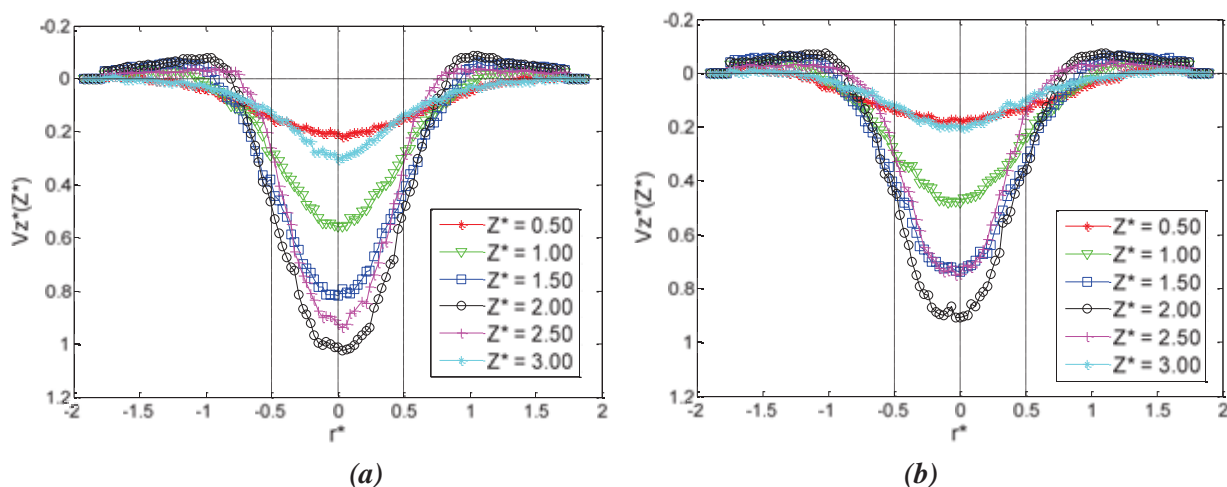 -0.2
0
0.2
0.4
0.6
0.8
1
1.2
Vz*(Z*)
-2 -1.5 -1 -0.5 0 0.5 1 1.5 2
r*
Z* = 0.50
Z* = 1.00
Z* = 1.50
Z* = 2.00
Z* = 2.50
Z* = 3.00
(a)
-0.2
0
0.2
0.4
0.6
0.8
1
1.2
Vz*(Z*)
-2 -1.5 -1 -0.5 0 0.5 1 1.5 2
r*
Z* = 0.50
Z* = 1.00
Z* = 1.50
Z* = 2.00
Z* = 2.50
Z* = 3.00
(b)